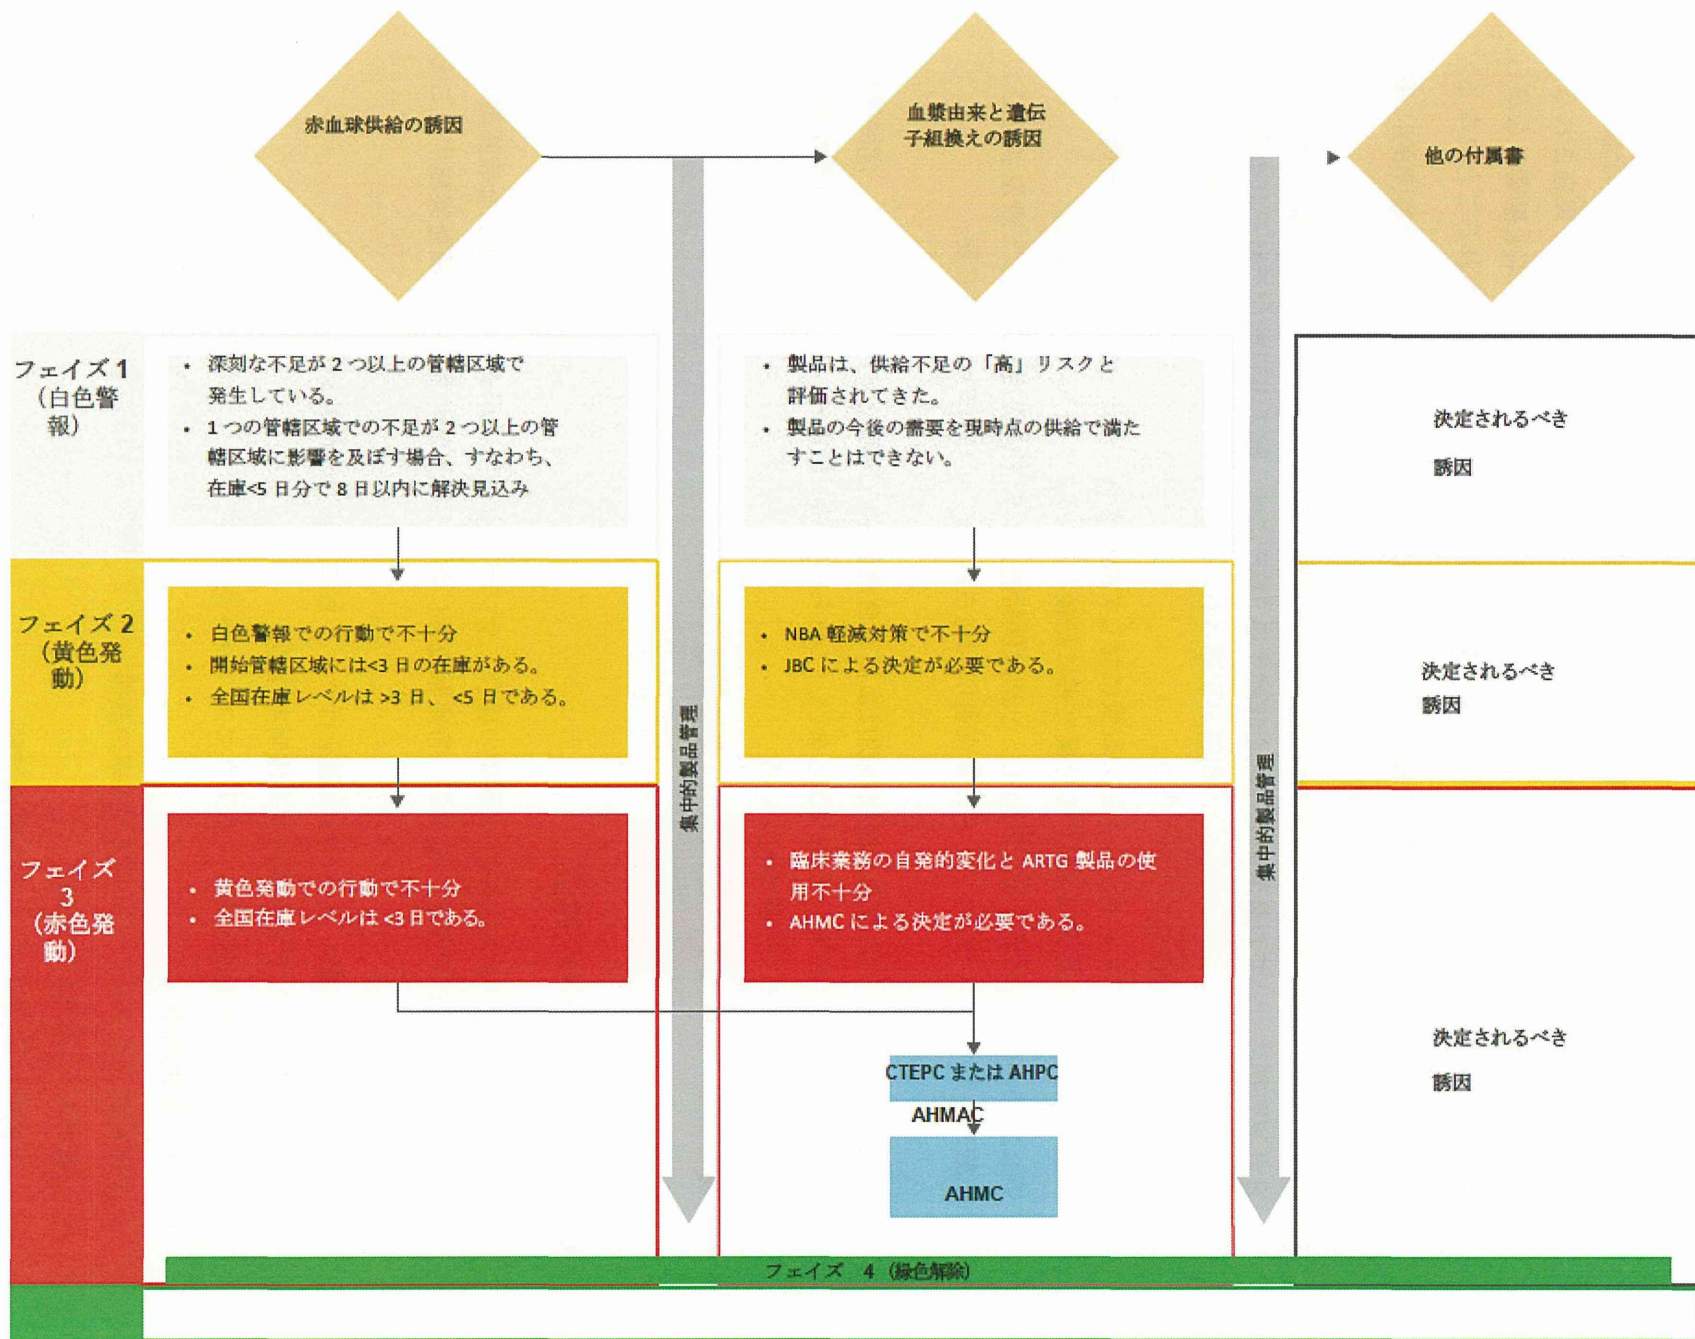 赤血球供給の誘因
血漿由来と遺伝
子組換えの誘因
他の付属書
フェイズ 1
(白色警
報)
• 深刻な不足が 2 つ以上の管轄区域で
発生している。
• 1 つの管轄区域での不足が 2 つ以上の管
轄区域に影響を及ぼす場合、すなわち、
在庫<5 日分で 8 日以内に解決見込み
• 製品は、供給不足の「高」リスクと
評価されてきた。
• 製品の今後の需要を現時点の供給で満た
すことはできない。
決定されるべき
誘因
フェイズ 2
(黄色発
動)
• 白色警報での行動で不十分
• 開始管轄区域には<3 日の在庫がある。
• 全国在庫レベルは >3 日、 <5 日である。
• NBA 軽減対策で不十分
• JBC による決定が必要である。
決定されるべき
誘因
集中的製品管理
集中的製品管理
フェイズ
3
(赤色発
動)
• 黄色発動での行動で不十分
• 全国在庫レベルは <3 日である。
• 臨床業務の自発的変化と ARTG 製品の使
用不十分
• AHMC による決定が必要である。
決定されるべき
誘因
CTEPC または AHPC
AHMAC
AHMC
フェイズ 4 (緑色解除)